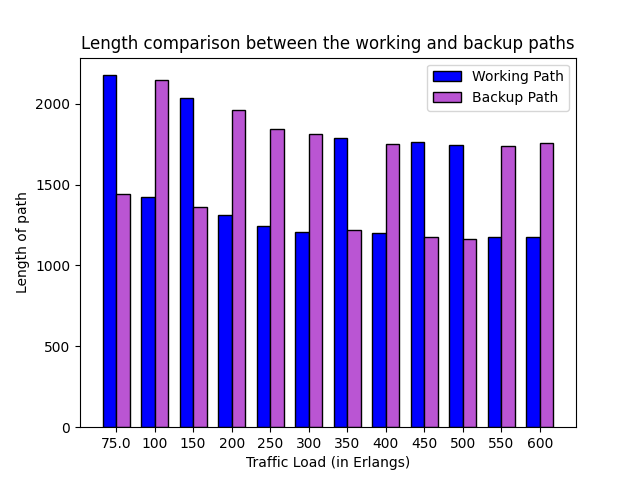 Length comparison between the working and backup paths
Working Path
Backup Path
Length of path
2000
1500
1000
500
0
75.0 100 150 200 250 300 350 400 450 500 550 600
Traffic Load (in Erlangs)